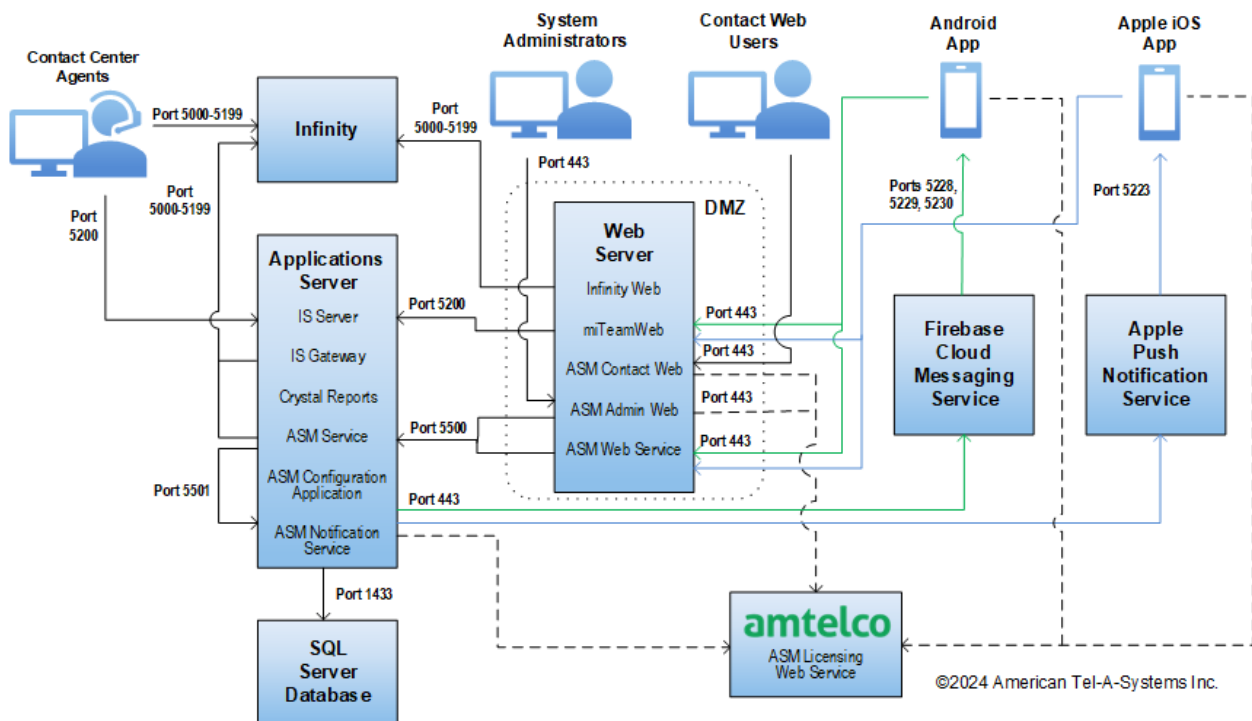 System
Administrators
Contact Web
Users
Android
App
Apple iOS
App
Contact Center
Agents
Port 5000-5199
Infinity
Port
5000-5199
Port 443
Port
5000-5199
Port
5200
Ports 5228,
5229, 5230
Port 5223
DMZ
Web
Server
Infinity Web
miTeamWeb
ASM Contact Web
ASM Admin Web
ASM Web Service
Applications
Server
IS Server
IS Gateway
Crystal Reports
ASM Service
ASM Configuration
Application
ASM Notification
Service
Port 5200
Port 443
Port 443
Port 443
Port 443
Port 5500
Port 5501
Port 443
Firebase
Cloud
Messaging
Service
Apple
Push
Notification
Service
Port 1433
SQL
Server
Database
amtelco
ASM Licensing
Web Service
©2024 American Tel-A-Systems Inc.